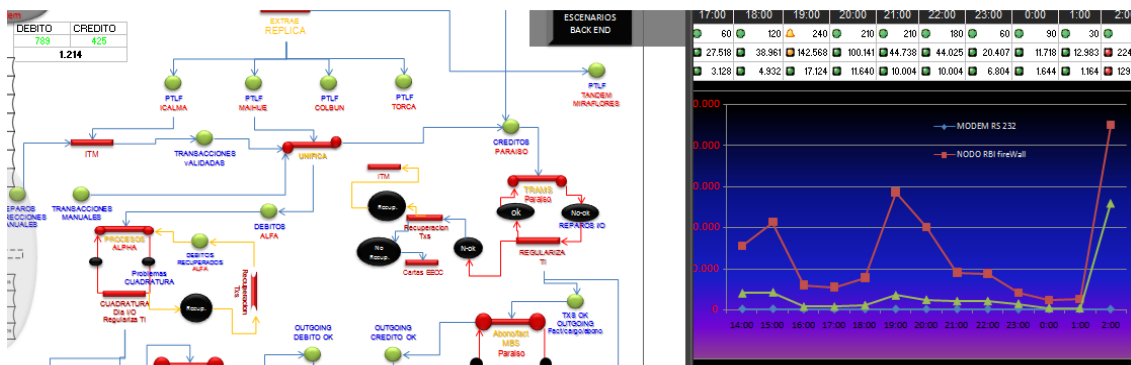 DEBITO CREDITO
789 425
1.214
EXTRAE
REPLICA
ESCENARIOS
BACK END
PTLF
ICALMA
PTLF
MAIHUE
PTLF
COLBUN
PTLF
TORCA
PTLF
TANDEM
MIRAFLORES
ITM
TRANSACCIONES
VALIDADAS
UNIFICA
CREDITOS
PARAISO
TRANSACCIONES
MANUALES
ITM
Recup.
TRAMS
Paraiso
Ok
No-ok
REPAROS I/O
DEBITOS
ALFA
Recuperacion
Txs
No
Recup.
N-ok
REGULARIZA
TI
Cartas EECC
PROCESOS
ALPHA
DEBITOS
RECUPERADOS
ALFA
Problemas
CUADRATURA
Recuperacion
Txs
CUADRATURA
Dia I/O
Regulariza TI
Recup.
TXS OK
OUTGOING
Fact/cargo/abono
OUTGOING
DEBITO OK
OUTGOING
CREDITO OK
Abono/fact
MBS
Paraiso
17:00 18:00 19:00 20:00 21:00 22:00 23:00 0:00 1:00
60 120 240 210 210 180 60 90 30
27.518 38.961 142.568 100.141 44.738 44.025 20.407 11.718 12.983
3.128 4.932 17.124 11.640 10.004 10.004 6.804 1.644 1.164
MODEM RS 232
NODO RBI fireWall
0
14:00 15:00 16:00 17:00 18:00 19:00 20:00 21:00 22:00 23:00 0:00 1:00 2:00